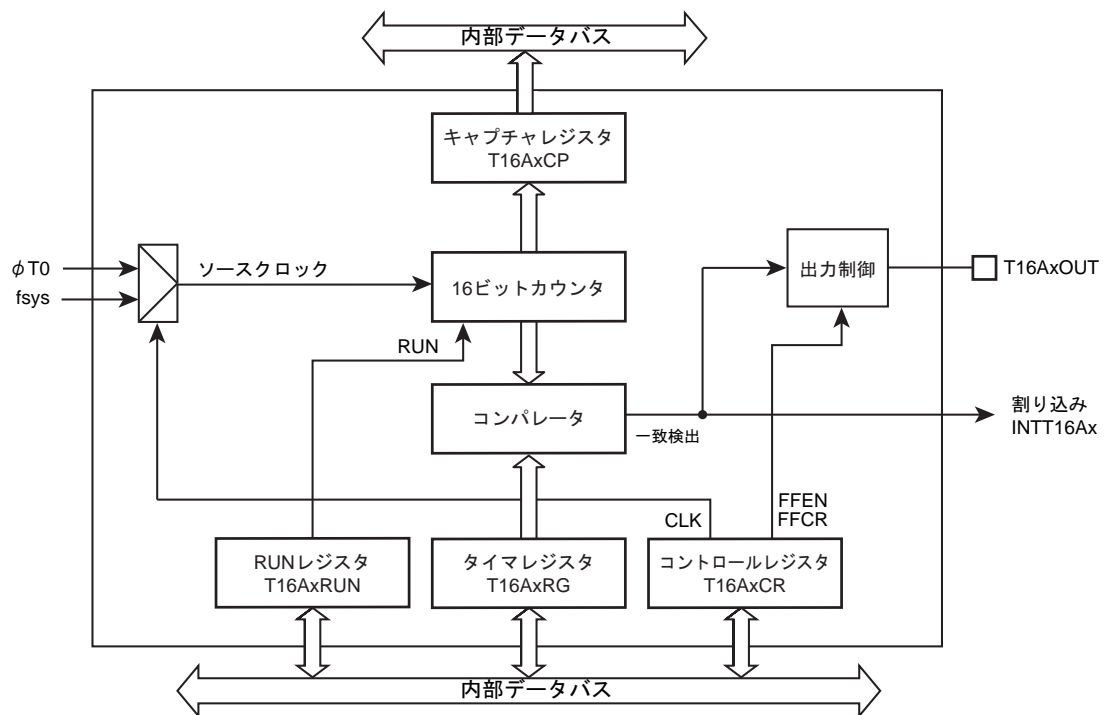 内部データバス
キャプチャレジスタ
T16AxCP
φT0
fsys
ソースクロック
16ビットカウンタ
出力制御
T16AxOUT
RUN
コンパレータ
一致検出
割り込み
INTT16Ax
CLK
FFEN
FFCR
RUNレジスタ
T16AxRUN
タイマレジスタ
T16AxRG
コントロールレジスタ
T16AxCR
内部データバス